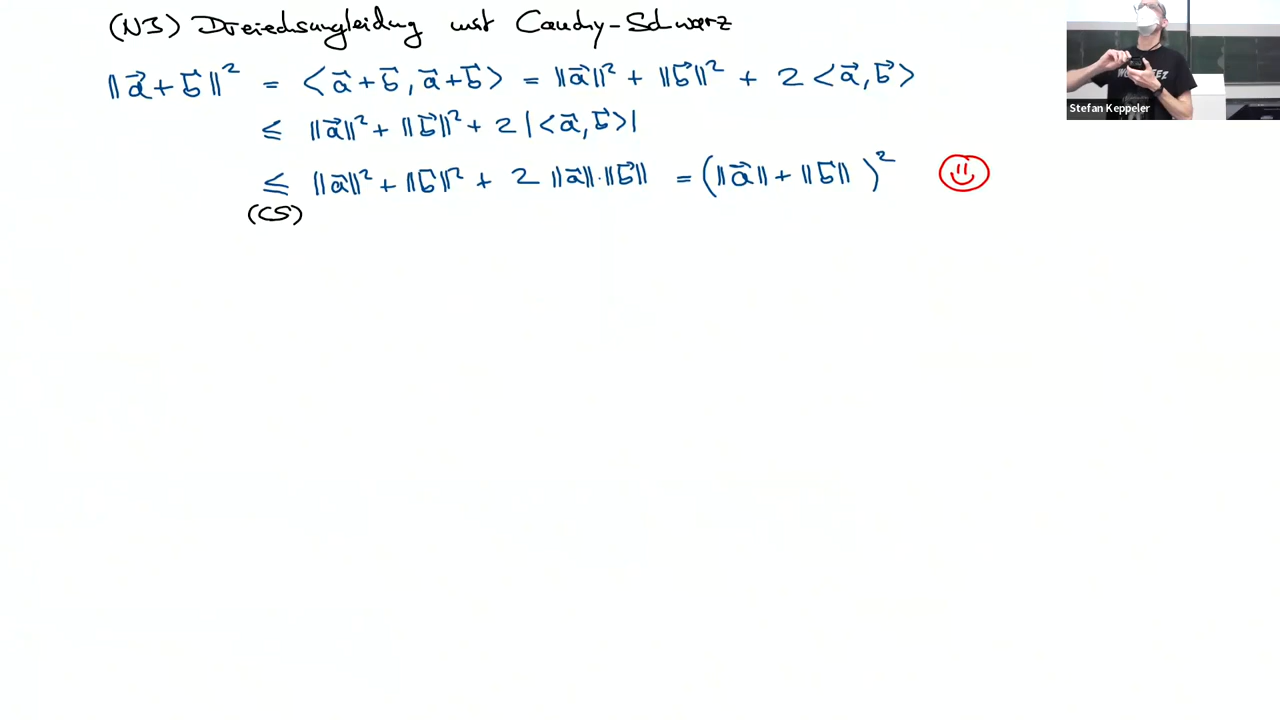 (N3) Dreiecksungleichung mit Cauchy-Schwarz
‖a⃗+b⃗‖² = <a⃗+b⃗, a⃗+b⃗> = ‖a⃗‖² + ‖b⃗‖² + 2<a⃗,b⃗>
≤ ‖a⃗‖² + ‖b⃗‖² + 2|<a⃗,b⃗>|
≤ ‖a⃗‖² + ‖b⃗‖² + 2‖a⃗‖·‖b⃗‖ = (‖a⃗‖ + ‖b⃗‖)²
(CS)
Stefan Keppeler